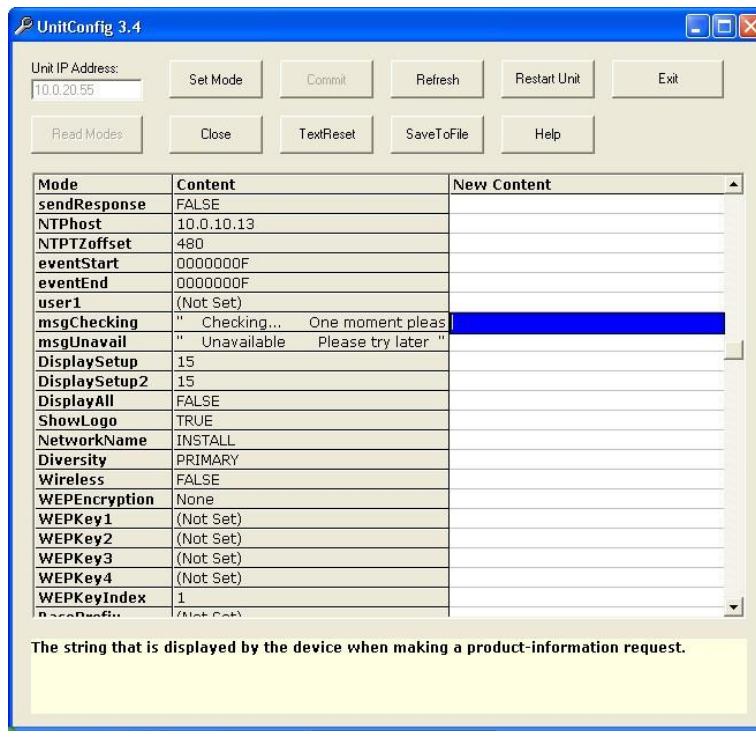 UnitConfig 3.4
Unit IP Address:
10.0.20.55
Set Mode Commit Refresh Restart Unit Exit
Read Modes Close TextReset SaveToFile Help
Mode Content New Content
sendResponse FALSE
NTPhost 10.0.10.13
NTPTZoffset 480
eventStart 0000000F
eventEnd 0000000F
user1 (Not Set)
msgChecking "   Checking...     One moment pleas
msgUnavail "   Unavailable      Please try later "
DisplaySetup 15
DisplaySetup2 15
DisplayAll FALSE
ShowLogo TRUE
NetworkName INSTALL
Diversity PRIMARY
Wireless FALSE
WEPEncryption None
WEPKey1 (Not Set)
WEPKey2 (Not Set)
WEPKey3 (Not Set)
WEPKey4 (Not Set)
WEPKeyIndex 1
(Not Set)
The string that is displayed by the device when making a product-information request.